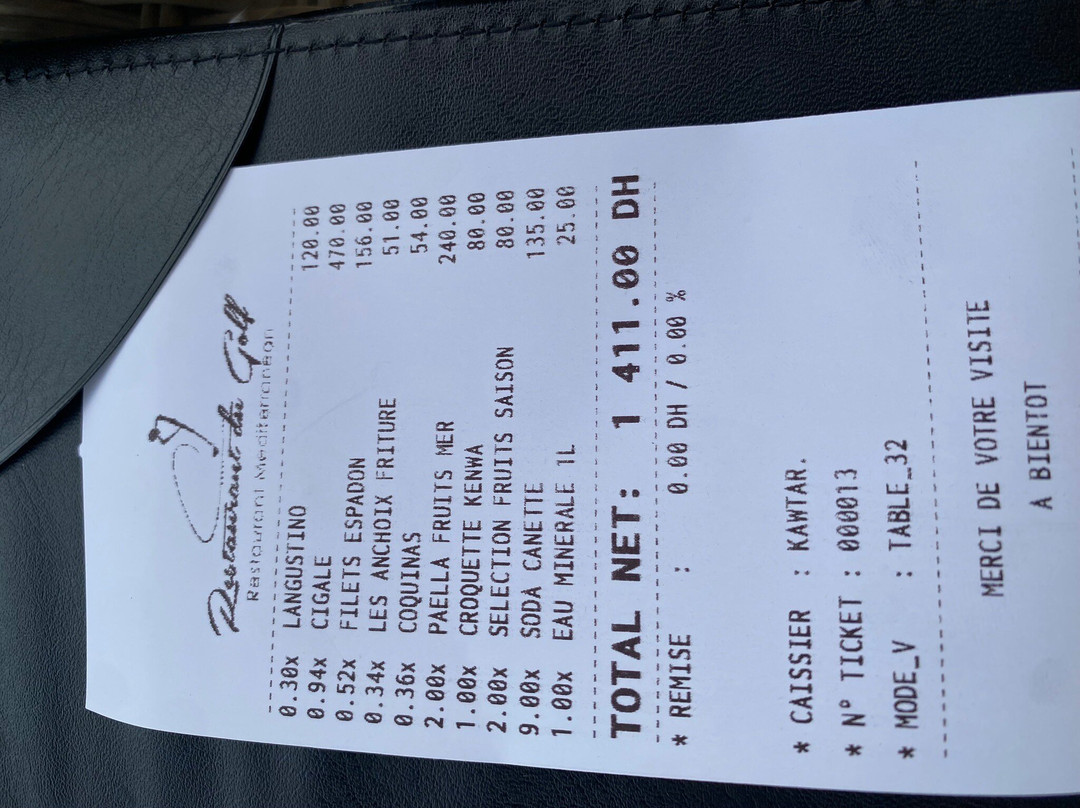 Restaurant du Golf
Restaurant Mediterranean
0.30x LANGUSTINO 120.00
0.94x CIGALE 470.00
0.52x FILETS ESPADON 156.00
0.34x LES ANCHOIX FRITURE 51.00
0.36x COQUINAS 54.00
2.00x PAELLA FRUITS MER 240.00
1.00x CROQUETTE KENWA 80.00
2.00x SELECTION FRUITS SAISON 80.00
9.00x SODA CANETTE 135.00
1.00x EAU MINERALE 1L 25.00
TOTAL NET: 1 411.00 DH
* REMISE : 0.00 DH / 0.00 %
* CAISSIER : KAWTAR.
* N° TICKET : 000013
* MODE_V : TABLE_32
MERCI DE VOTRE VISITE
A BIENTOT